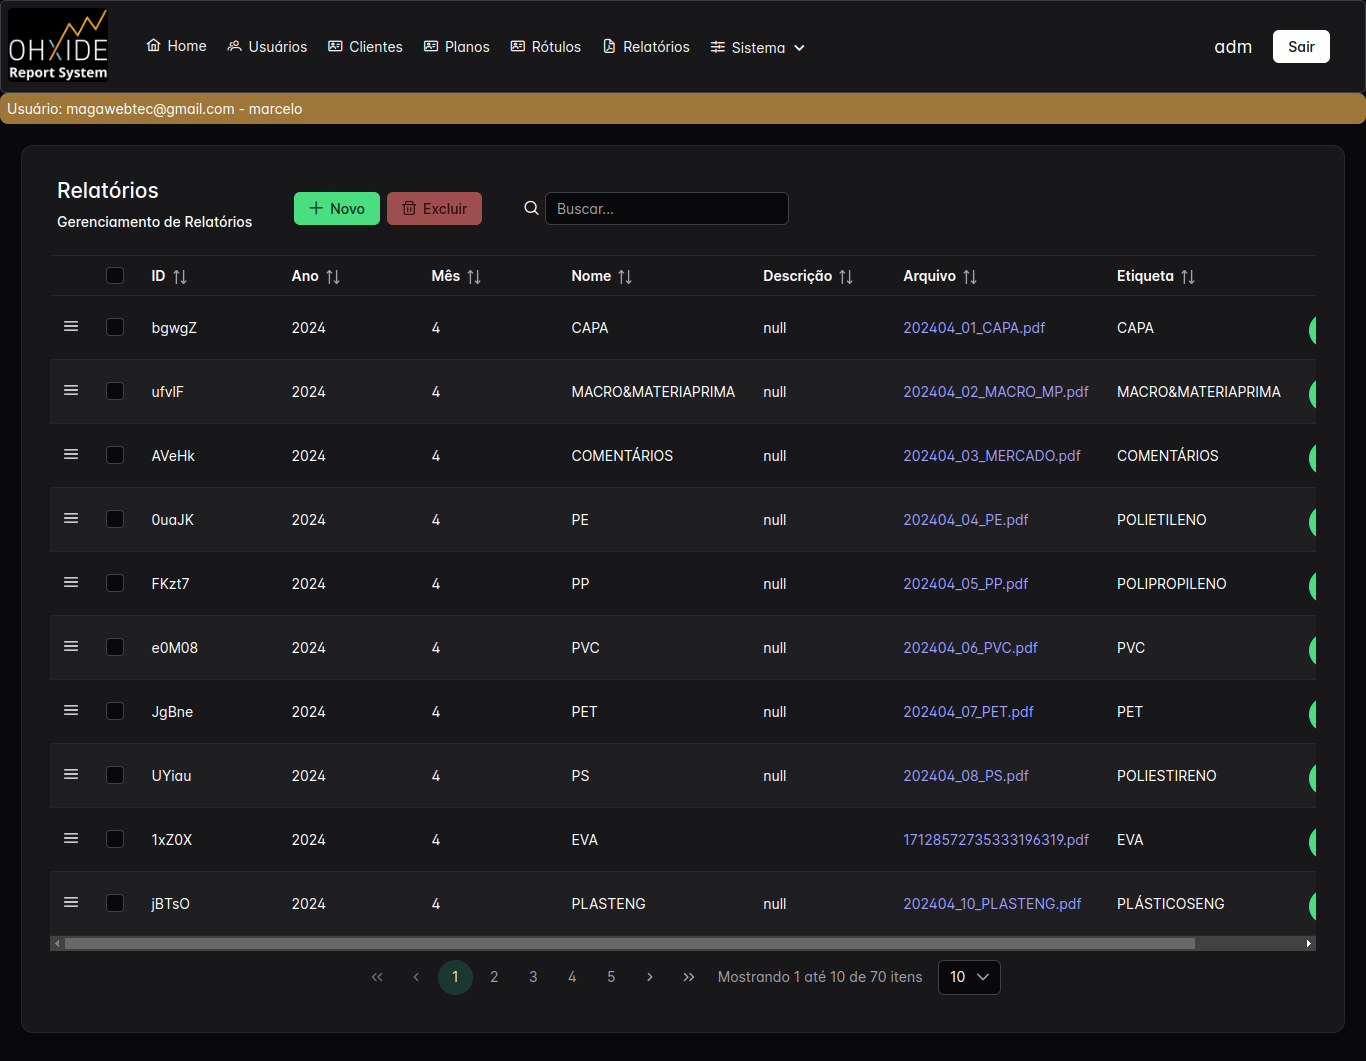 OHXIDE
Report System
Home Usuários Clientes Planos Rótulos Relatórios Sistema adm Sair
Usuário: magawebtec@gmail.com - marcelo
Relatórios
Gerenciamento de Relatórios
Novo Excluir Buscar...
ID Ano Mês Nome Descrição Arquivo Etiqueta
bgwgZ 2024 4 CAPA null 202404_01_CAPA.pdf CAPA
ufvlF 2024 4 MACRO&MATERIAPRIMA null 202404_02_MACRO_MP.pdf MACRO&MATERIAPRIMA
AVeHk 2024 4 COMENTÁRIOS null 202404_03_MERCADO.pdf COMENTÁRIOS
0uaJK 2024 4 PE null 202404_04_PE.pdf POLIETILENO
FKzt7 2024 4 PP null 202404_05_PP.pdf POLIPROPILENO
e0M08 2024 4 PVC null 202404_06_PVC.pdf PVC
JgBne 2024 4 PET null 202404_07_PET.pdf PET
UYiau 2024 4 PS null 202404_08_PS.pdf POLIESTIRENO
1xZ0X 2024 4 EVA 17128572735333196319.pdf EVA
jBTsO 2024 4 PLASTENG null 202404_10_PLASTENG.pdf PLÁSTICOSENG
1 2 3 4 5 Mostrando 1 até 10 de 70 itens 10